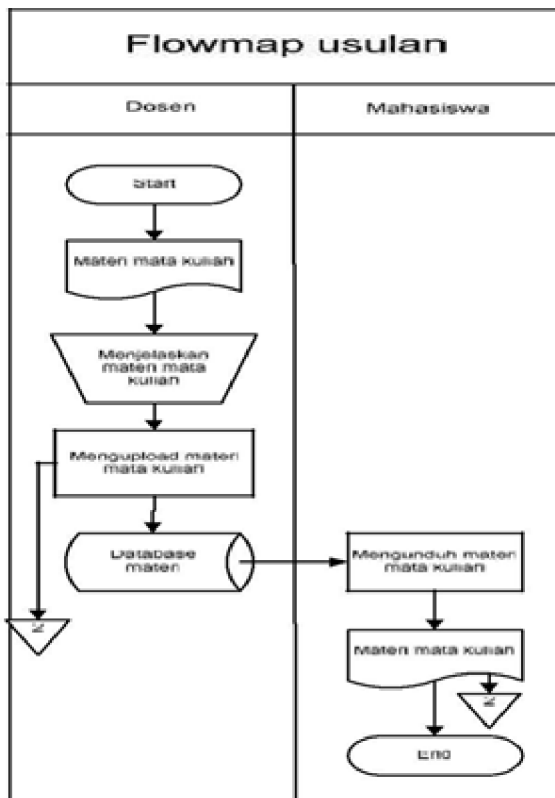 Flowmap usulan
Dosen
Mahasiswa
Start
Materi mata kuliah
Menjelaskan
materi mata
kuliah
Mengupload materi
mata kuliah
Database
materi
Mengunduh materi
mata kuliah
Materi mata kuliah
End